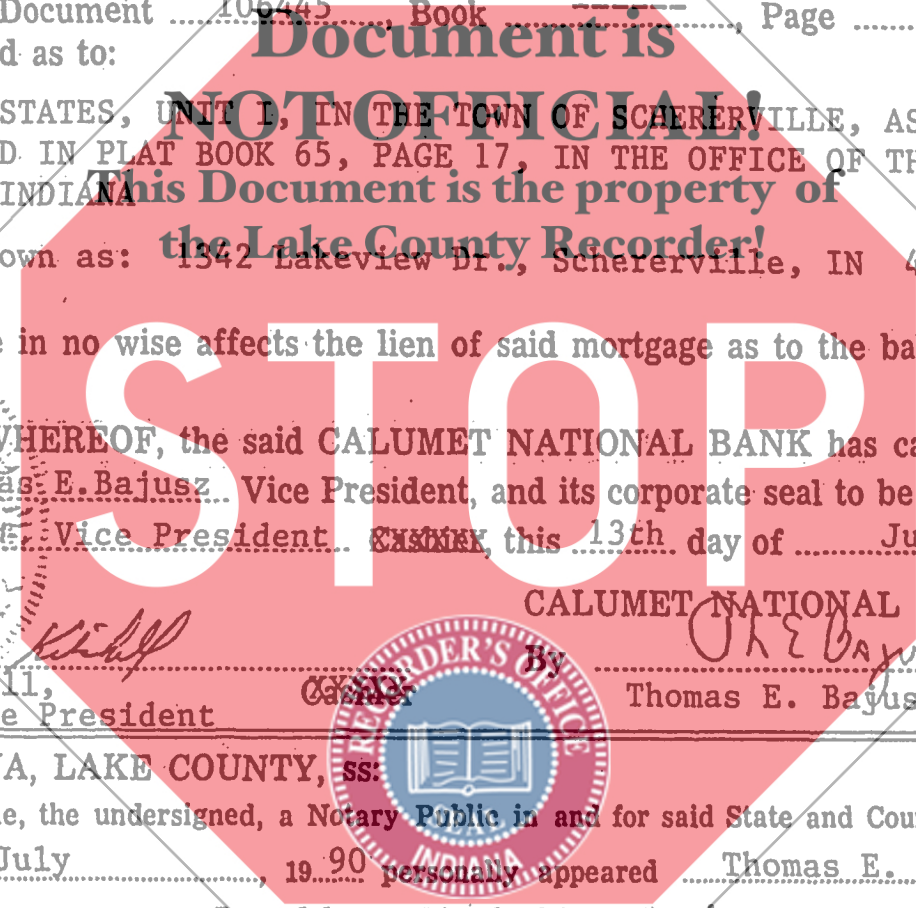 Document ... 106445 ..., Book ..., Page ...
Document is
d as to:
NOT OFFICIAL!
STATES, UNIT I, IN THE TOWN OF SCHERERVILLE, AS
D IN PLAT BOOK 65, PAGE 17, IN THE OFFICE OF TH
This Document is the property of
INDIANA
the Lake County Recorder!
own as: 1342 Lakeview Dr., Schererville, IN 4
e in no wise affects the lien of said mortgage as to the ba
STOP
WHEREOF, the said CALUMET NATIONAL BANK has ca
as E.Bajusz Vice President, and its corporate seal to be
Vice President Cashier, this 13th day of ... Ju
CALUMET NATIONAL
By
11, Cashier Thomas E. Bajus
e President
RECORDER'S OFFICE
SEAL
INDIANA
A, LAKE COUNTY, ss:
e, the undersigned, a Notary Public in and for said State and Cou
July ..., 19 90 personally appeared Thomas E.